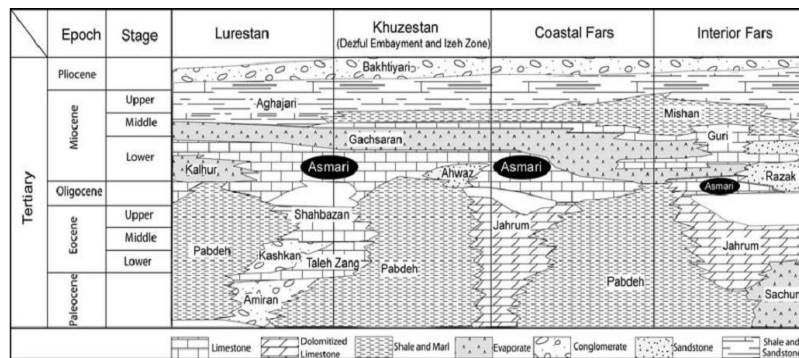 Epoch Stage Lurestan Khuzestan Coastal Fars Interior Fars
(Dezful Embayment and Izeh Zone)
Tertiary
Pliocene
Miocene
Upper
Middle
Lower
Oligocene
Eocene
Upper
Middle
Lower
Paleocene
Bakhtiyari
Aghajari
Mishan
Gachsaran
Guri
Kalhur
Asmari
Ahwaz
Asmari
Asmari
Razak
Shahbazan
Jahrum
Jahrum
Pabdeh
Kashkan
Taleh Zang
Pabdeh
Pabdeh
Amiran
Sachun
Limestone
Dolomitized
Limestone
Shale and Marl
Evaporate
Conglomerate
Sandstone
Shale and
Sandstone